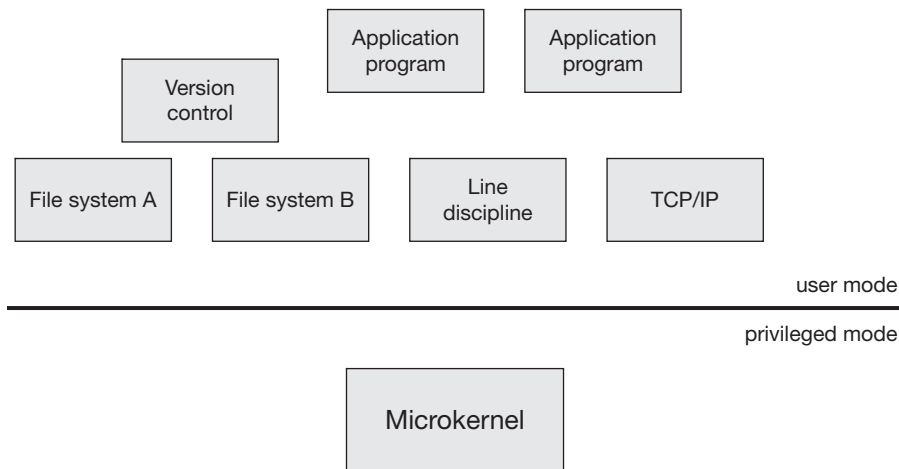 Application
program
Application
program
Version
control
File system A
File system B
Line
discipline
TCP/IP
user mode
privileged mode
Microkernel